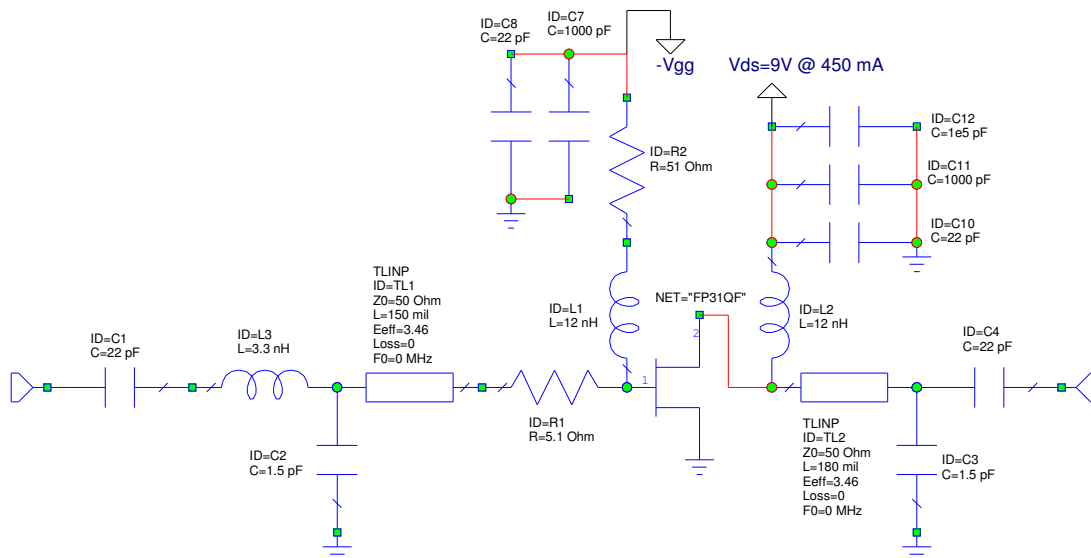 ID=C8
C=22 pF
ID=C7
C=1000 pF
-Vgg
Vds=9V @ 450 mA
ID=C12
C=1e5 pF
ID=R2
R=51 Ohm
ID=C11
C=1000 pF
ID=C10
C=22 pF
TLINP
ID=TL1
Z0=50 Ohm
L=150 mil
Eeff=3.46
Loss=0
F0=0 MHz
ID=L1
L=12 nH
NET="FP31QF"
ID=L2
L=12 nH
ID=C1
C=22 pF
ID=L3
L=3.3 nH
ID=C4
C=22 pF
2
1
ID=R1
R=5.1 Ohm
ID=C2
C=1.5 pF
TLINP
ID=TL2
Z0=50 Ohm
L=180 mil
Eeff=3.46
Loss=0
F0=0 MHz
ID=C3
C=1.5 pF